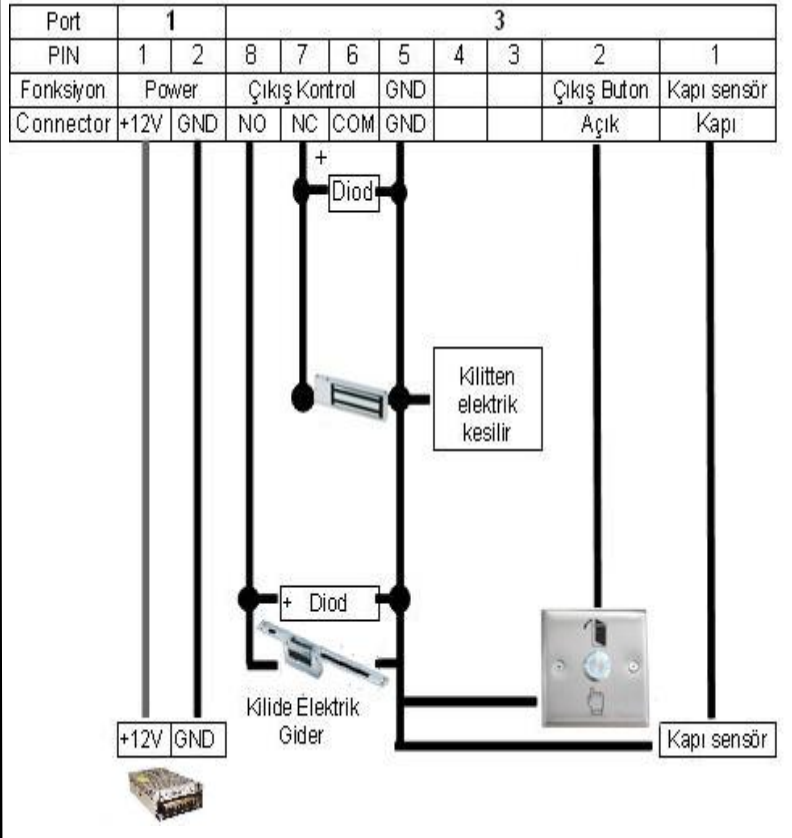 Port 1 3
PIN 1 2 8 7 6 5 4 3 2 1
Fonksiyon Power Çıkış Kontrol GND Çıkış Buton Kapı sensör
Connector +12V GND NO NC COM GND Açık Kapı
+
Diod
Kilitten
elektrik
kesilir
+ Diod
Kilide Elektrik
Gider
+12V GND
Kapı sensör